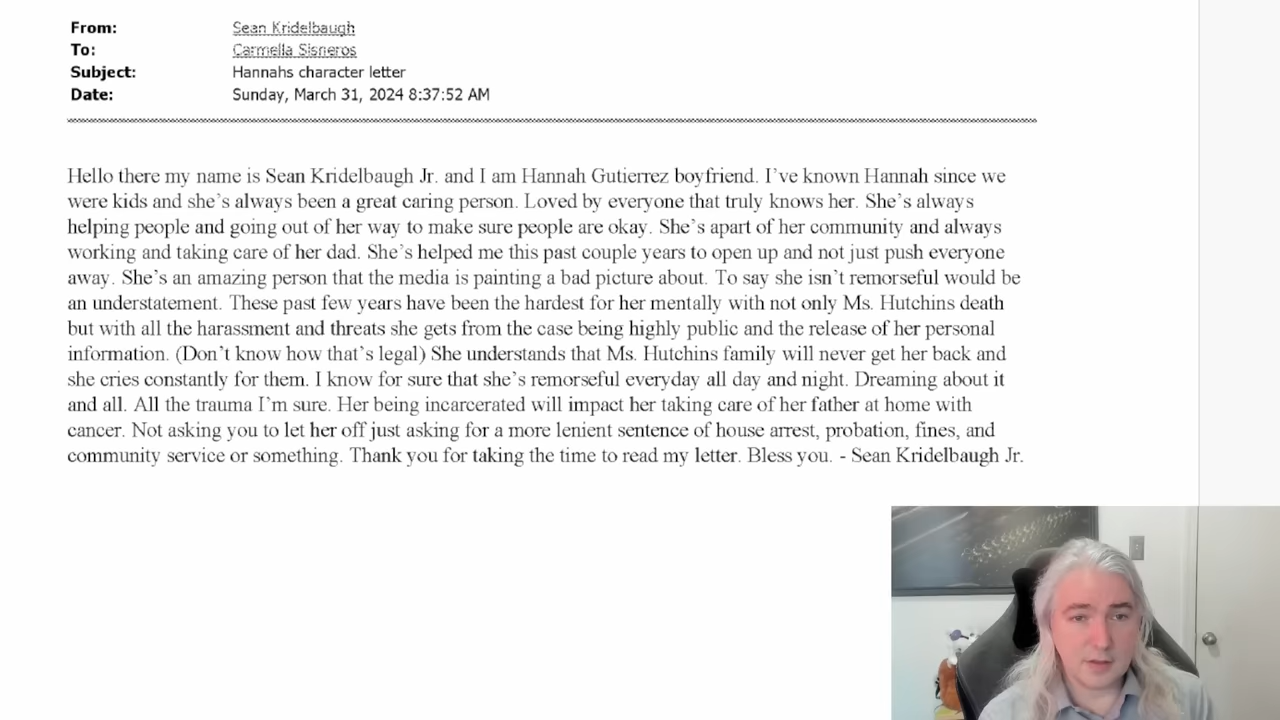 From: Sean Kridelbaugh
To: Carmella Sisneros
Subject: Hannahs character letter
Date: Sunday, March 31, 2024 8:37:52 AM
Hello there my name is Sean Kridelbaugh Jr. and I am Hannah Gutierrez boyfriend. I've known Hannah since we
were kids and she's always been a great caring person. Loved by everyone that truly knows her. She's always
helping people and going out of her way to make sure people are okay. She's apart of her community and always
working and taking care of her dad. She's helped me this past couple years to open up and not just push everyone
away. She's an amazing person that the media is painting a bad picture about. To say she isn't remorseful would be
an understatement. These past few years have been the hardest for her mentally with not only Ms. Hutchins death
but with all the harassment and threats she gets from the case being highly public and the release of her personal
information. (Don't know how that's legal) She understands that Ms. Hutchins family will never get her back and
she cries constantly for them. I know for sure that she's remorseful everyday all day and night. Dreaming about it
and all. All the trauma I'm sure. Her being incarcerated will impact her taking care of her father at home with
cancer. Not asking you to let her off just asking for a more lenient sentence of house arrest, probation, fines, and
community service or something. Thank you for taking the time to read my letter. Bless you. - Sean Kridelbaugh Jr.